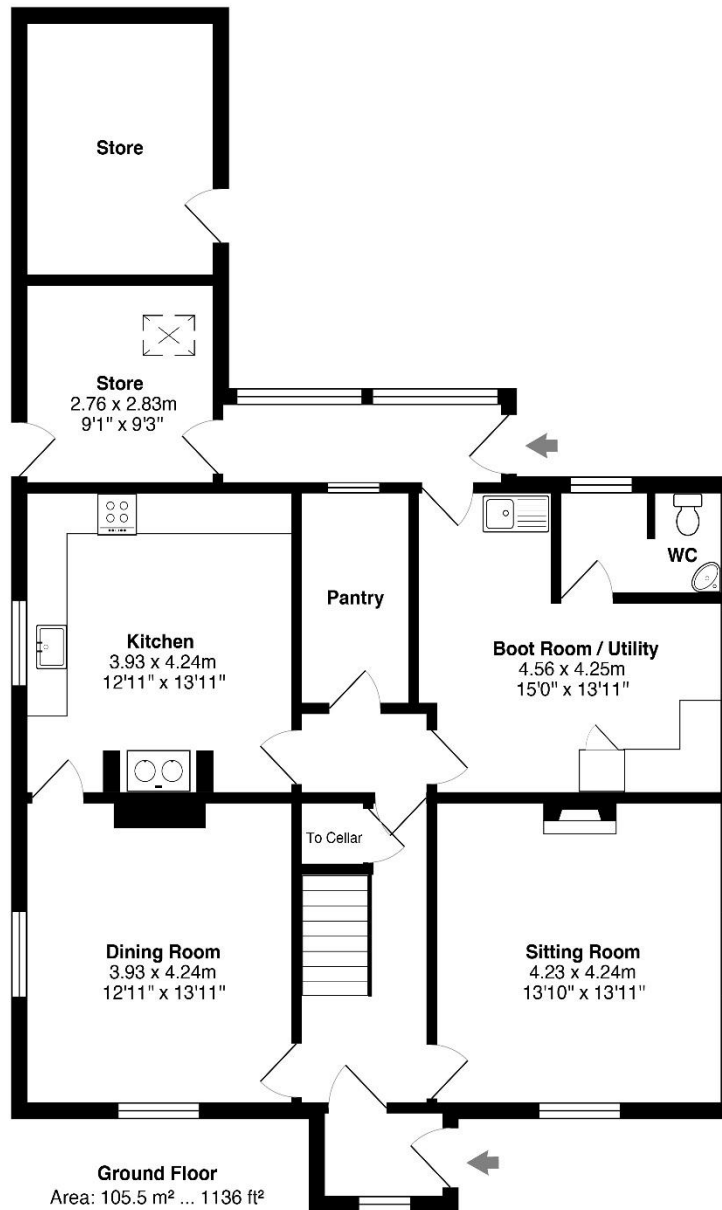 Store
Store
2.76 x 2.83m
9'1" x 9'3"
WC
Pantry
Kitchen
3.93 x 4.24m
12'11" x 13'11"
Boot Room / Utility
4.56 x 4.25m
15'0" x 13'11"
To Cellar
Dining Room
3.93 x 4.24m
12'11" x 13'11"
Sitting Room
4.23 x 4.24m
13'10" x 13'11"
Ground Floor
Area: 105.5 m² ... 1136 ft²